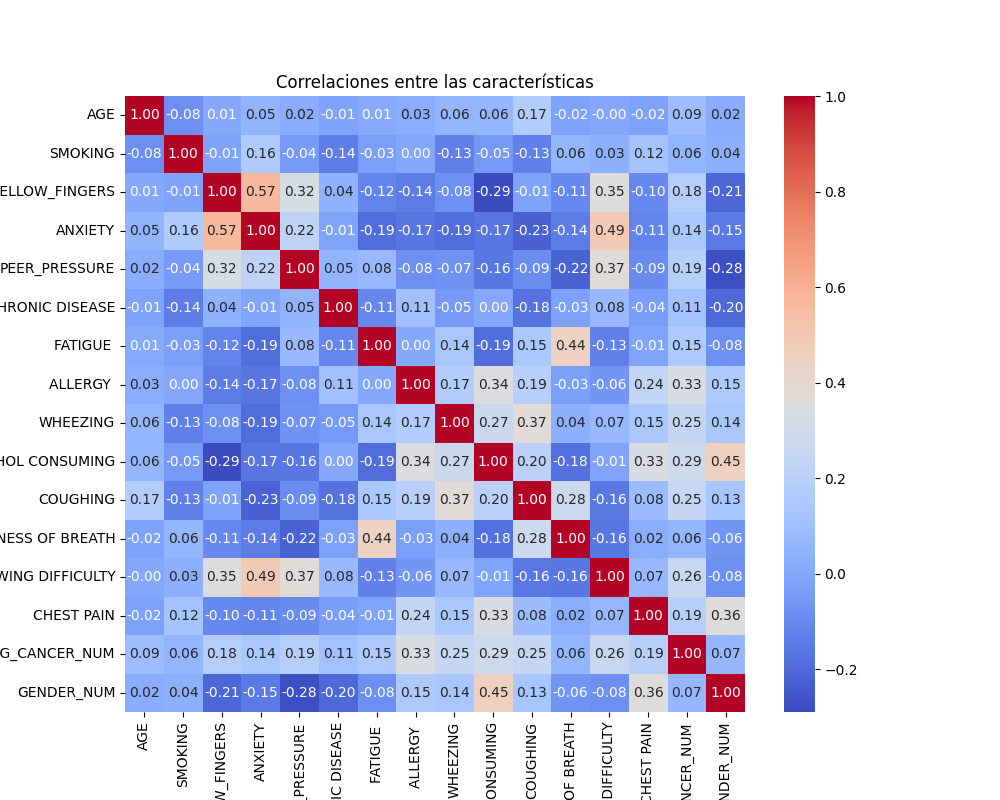 Correlaciones entre las características
AGE 1.00 -0.08 0.01 0.05 0.02 -0.01 0.01 0.03 0.06 0.06 0.17 -0.02 -0.00 -0.02 0.09 0.02
SMOKING -0.08 1.00 -0.01 0.16 -0.04 -0.14 -0.03 0.00 -0.13 -0.05 -0.13 0.06 0.03 0.12 0.06 0.04
ELLOW_FINGERS 0.01 -0.01 1.00 0.57 0.32 0.04 -0.12 -0.14 -0.08 -0.29 -0.01 -0.11 0.35 -0.10 0.18 -0.21
ANXIETY 0.05 0.16 0.57 1.00 0.22 -0.01 -0.19 -0.17 -0.19 -0.17 -0.23 -0.14 0.49 -0.11 0.14 -0.15
PEER_PRESSURE 0.02 -0.04 0.32 0.22 1.00 0.05 0.08 -0.08 -0.07 -0.16 -0.09 -0.22 0.37 -0.09 0.19 -0.28
HRONIC DISEASE -0.01 -0.14 0.04 -0.01 0.05 1.00 -0.11 0.11 -0.05 0.00 -0.18 -0.03 0.08 -0.04 0.11 -0.20
FATIGUE 0.01 -0.03 -0.12 -0.19 0.08 -0.11 1.00 0.00 0.14 -0.19 0.15 0.44 -0.13 -0.01 0.15 -0.08
ALLERGY 0.03 0.00 -0.14 -0.17 -0.08 0.11 0.00 1.00 0.17 0.34 0.19 -0.03 -0.06 0.24 0.33 0.15
WHEEZING 0.06 -0.13 -0.08 -0.19 -0.07 -0.05 0.14 0.17 1.00 0.27 0.37 0.04 0.07 0.15 0.25 0.14
HOL CONSUMING 0.06 -0.05 -0.29 -0.17 -0.16 0.00 -0.19 0.34 0.27 1.00 0.20 -0.18 -0.01 0.33 0.29 0.45
COUGHING 0.17 -0.13 -0.01 -0.23 -0.09 -0.18 0.15 0.19 0.37 0.20 1.00 0.28 -0.16 0.08 0.25 0.13
NESS OF BREATH -0.02 0.06 -0.11 -0.14 -0.22 -0.03 0.44 -0.03 0.04 -0.18 0.28 1.00 -0.16 0.02 0.06 -0.06
WING DIFFICULTY -0.00 0.03 0.35 0.49 0.37 0.08 -0.13 -0.06 0.07 -0.01 -0.16 -0.16 1.00 0.07 0.26 -0.08
CHEST PAIN -0.02 0.12 -0.10 -0.11 -0.09 -0.04 -0.01 0.24 0.15 0.33 0.08 0.02 0.07 1.00 0.19 0.36
G_CANCER_NUM 0.09 0.06 0.18 0.14 0.19 0.11 0.15 0.33 0.25 0.29 0.25 0.06 0.26 0.19 1.00 0.07
GENDER_NUM 0.02 0.04 -0.21 -0.15 -0.28 -0.20 -0.08 0.15 0.14 0.45 0.13 -0.06 -0.08 0.36 0.07 1.00
AGE
SMOKING
W_FINGERS
ANXIETY
_PRESSURE
IC DISEASE
FATIGUE
ALLERGY
WHEEZING
ONSUMING
COUGHING
OF BREATH
DIFFICULTY
CHEST PAIN
NCER_NUM
NDER_NUM
1.0
0.8
0.6
0.4
0.2
0.0
−0.2